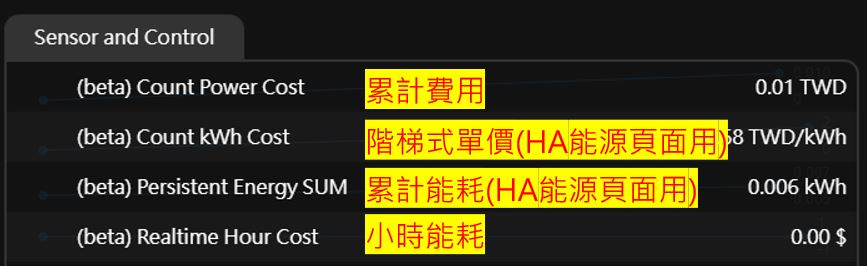 Sensor and Control
(beta) Count Power Cost 累計費用 0.01 TWD
(beta) Count kWh Cost 階梯式單價(HA能源頁面用) 58 TWD/kWh
(beta) Persistent Energy SUM 累計能耗(HA能源頁面用) 0.006 kWh
(beta) Realtime Hour Cost 小時能耗 0.00 $